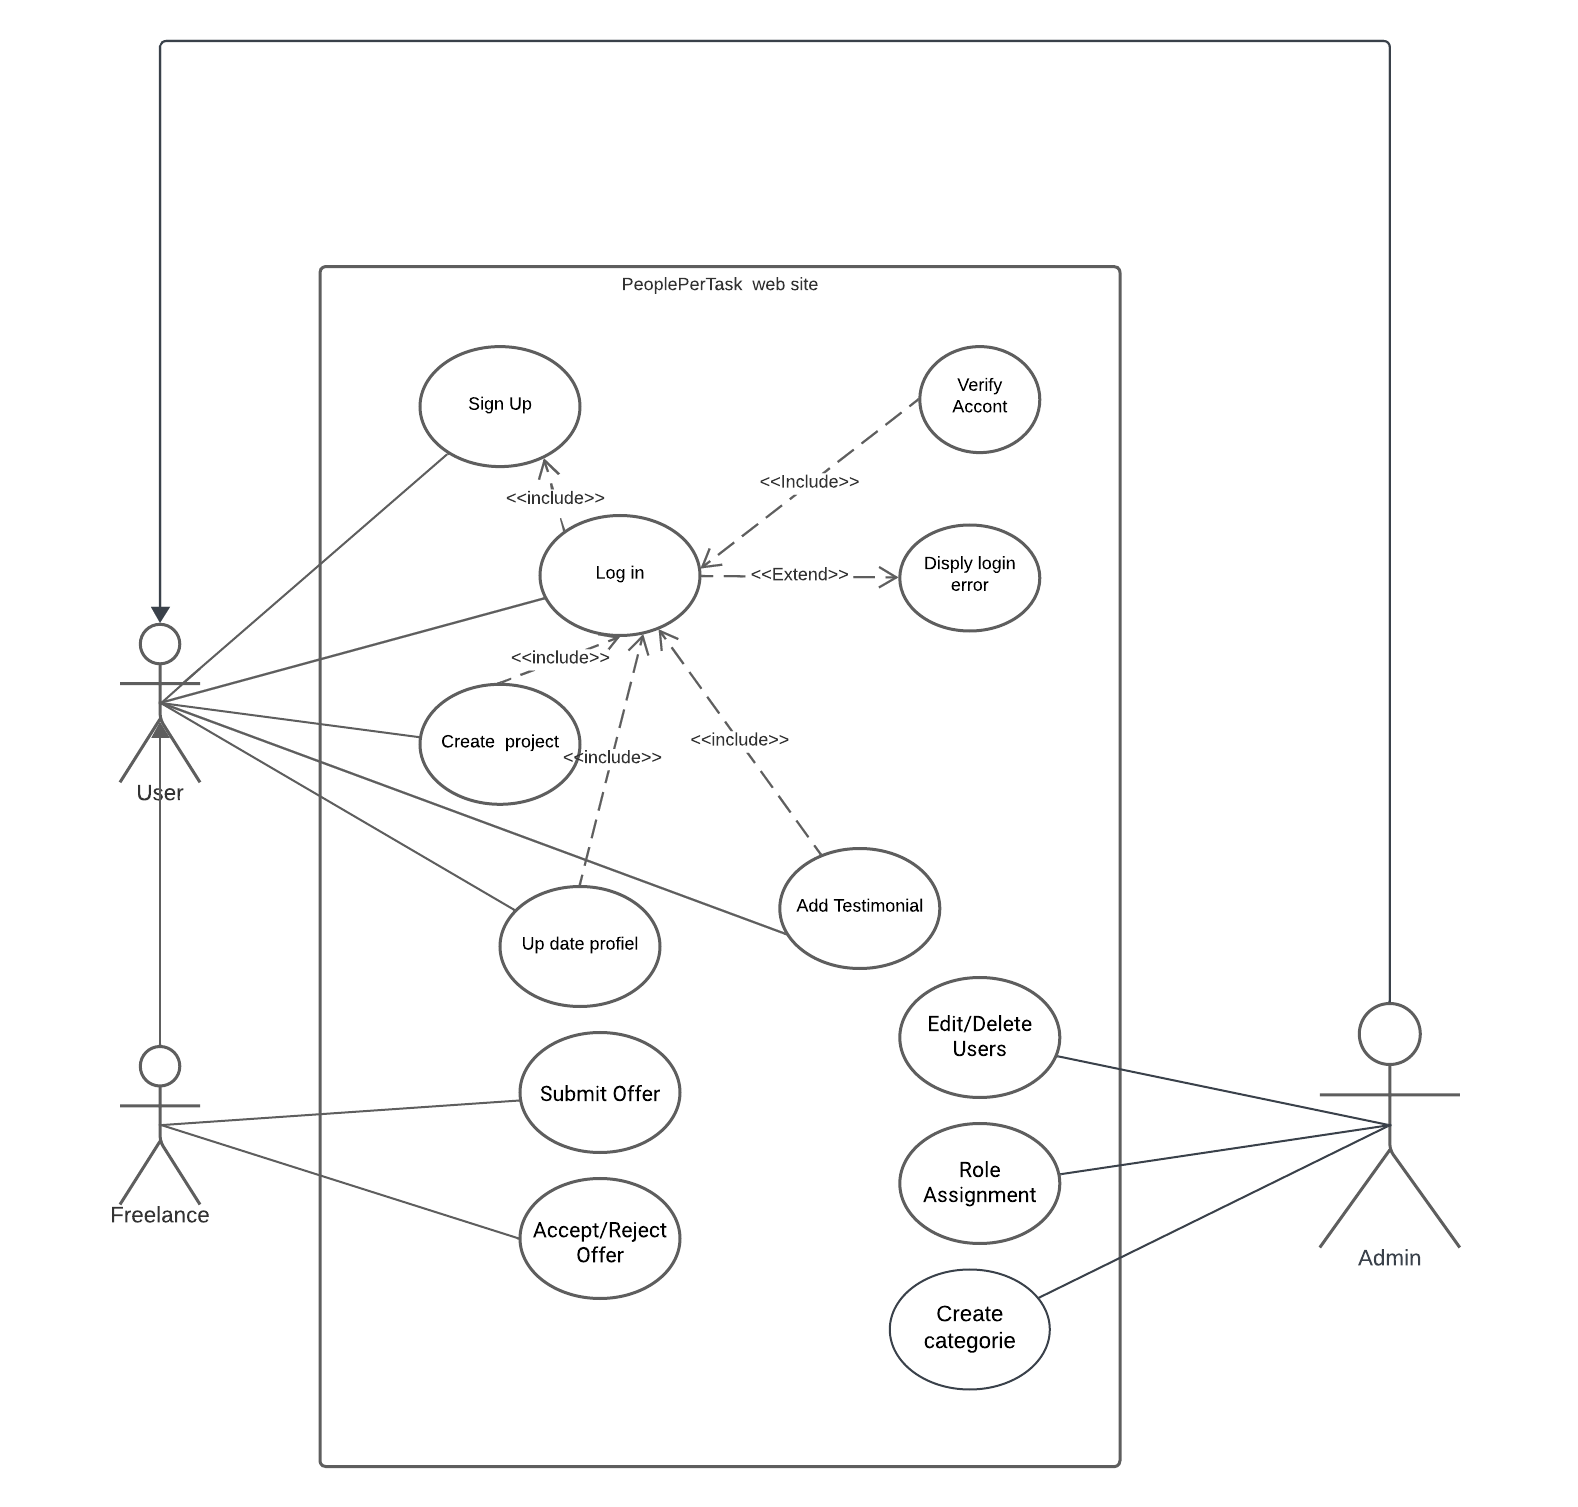 PeoplePerTask  web site
Sign Up
Verify
Accont
<<Include>>
<<include>>
Log in
<<Extend>>
Disply login
error
<<include>>
Create  project
<<include>>
<<include>>
User
Add Testimonial
Up date profiel
Edit/Delete
Users
Submit Offer
Role
Assignment
Freelance
Accept/Reject
Offer
Admin
Create
categorie